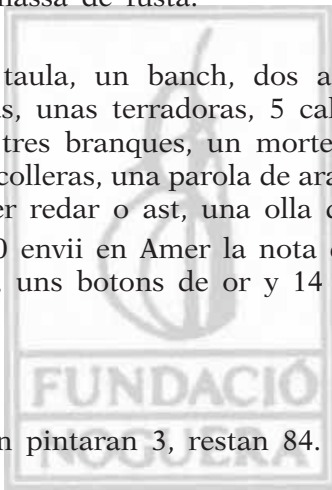 nassa de fusta.
taula, un banch, dos a
s, unas terradoras, 5 cal
tres branques, un morte
colleras, una parola de ara
er redar o ast, una olla d
0 envii en Amer la nota d
uns botons de or y 14
n pintaran 3, restan 84.
FUNDACIÓ
NOGUERA